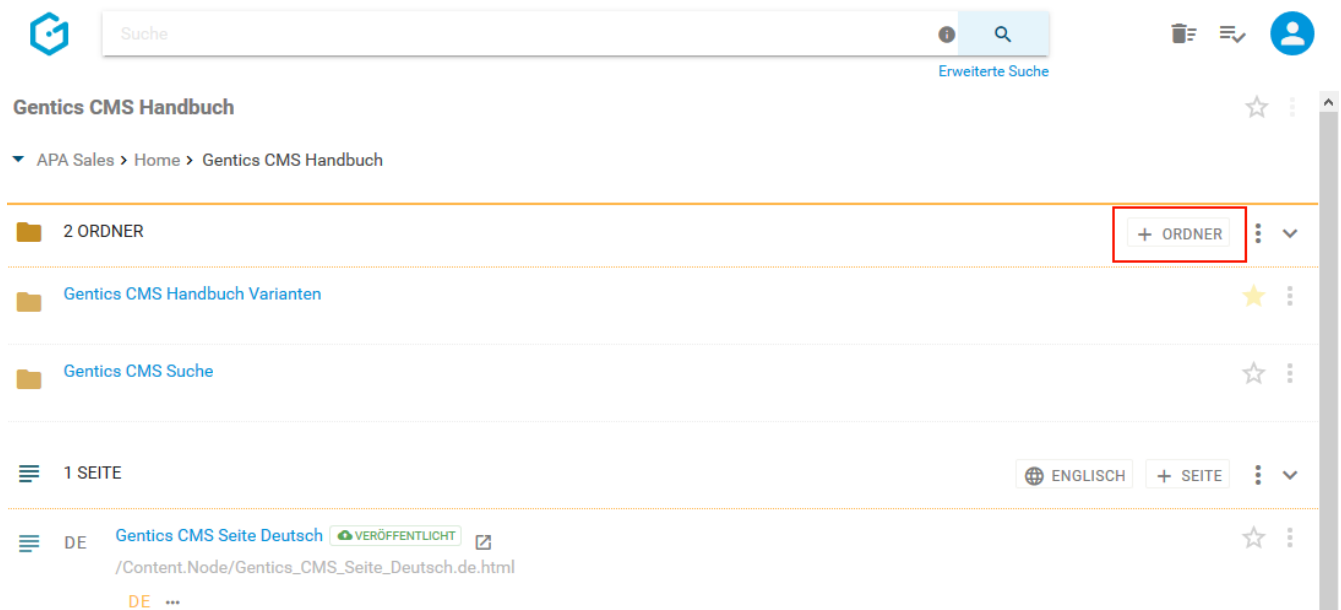 Suche
Erweiterte Suche
Gentics CMS Handbuch
APA Sales > Home > Gentics CMS Handbuch
2 ORDNER + ORDNER
Gentics CMS Handbuch Varianten
Gentics CMS Suche
1 SEITE ENGLISCH + SEITE
DE Gentics CMS Seite Deutsch VERÖFFENTLICHT
/Content.Node/Gentics_CMS_Seite_Deutsch.de.html
DE ...